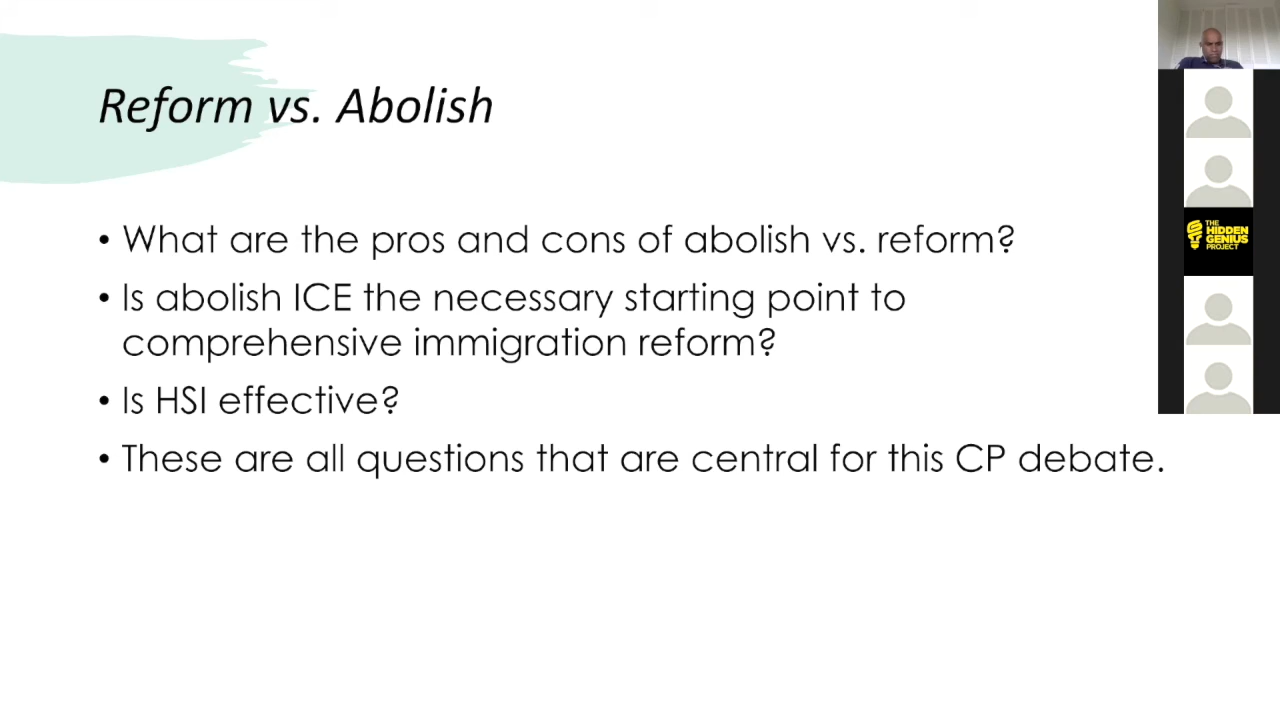 Reform vs. Abolish
• What are the pros and cons of abolish vs. reform?
• Is abolish ICE the necessary starting point to
comprehensive immigration reform?
• Is HSI effective?
• These are all questions that are central for this CP debate.
THE
HIDDEN
GENIUS
PROJECT